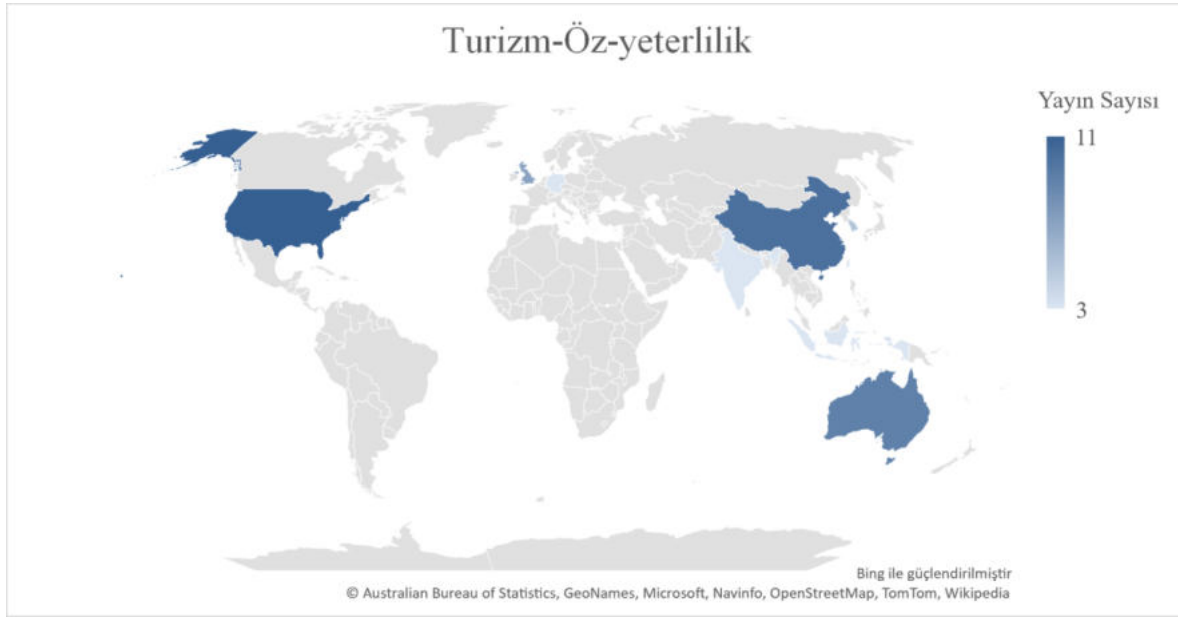 Turizm-Öz-yeterlilik
Yayın Sayısı
11
3
Bing ile güçlendirilmiştir
© Australian Bureau of Statistics, GeoNames, Microsoft, Navinfo, OpenStreetMap, TomTom, Wikipedia